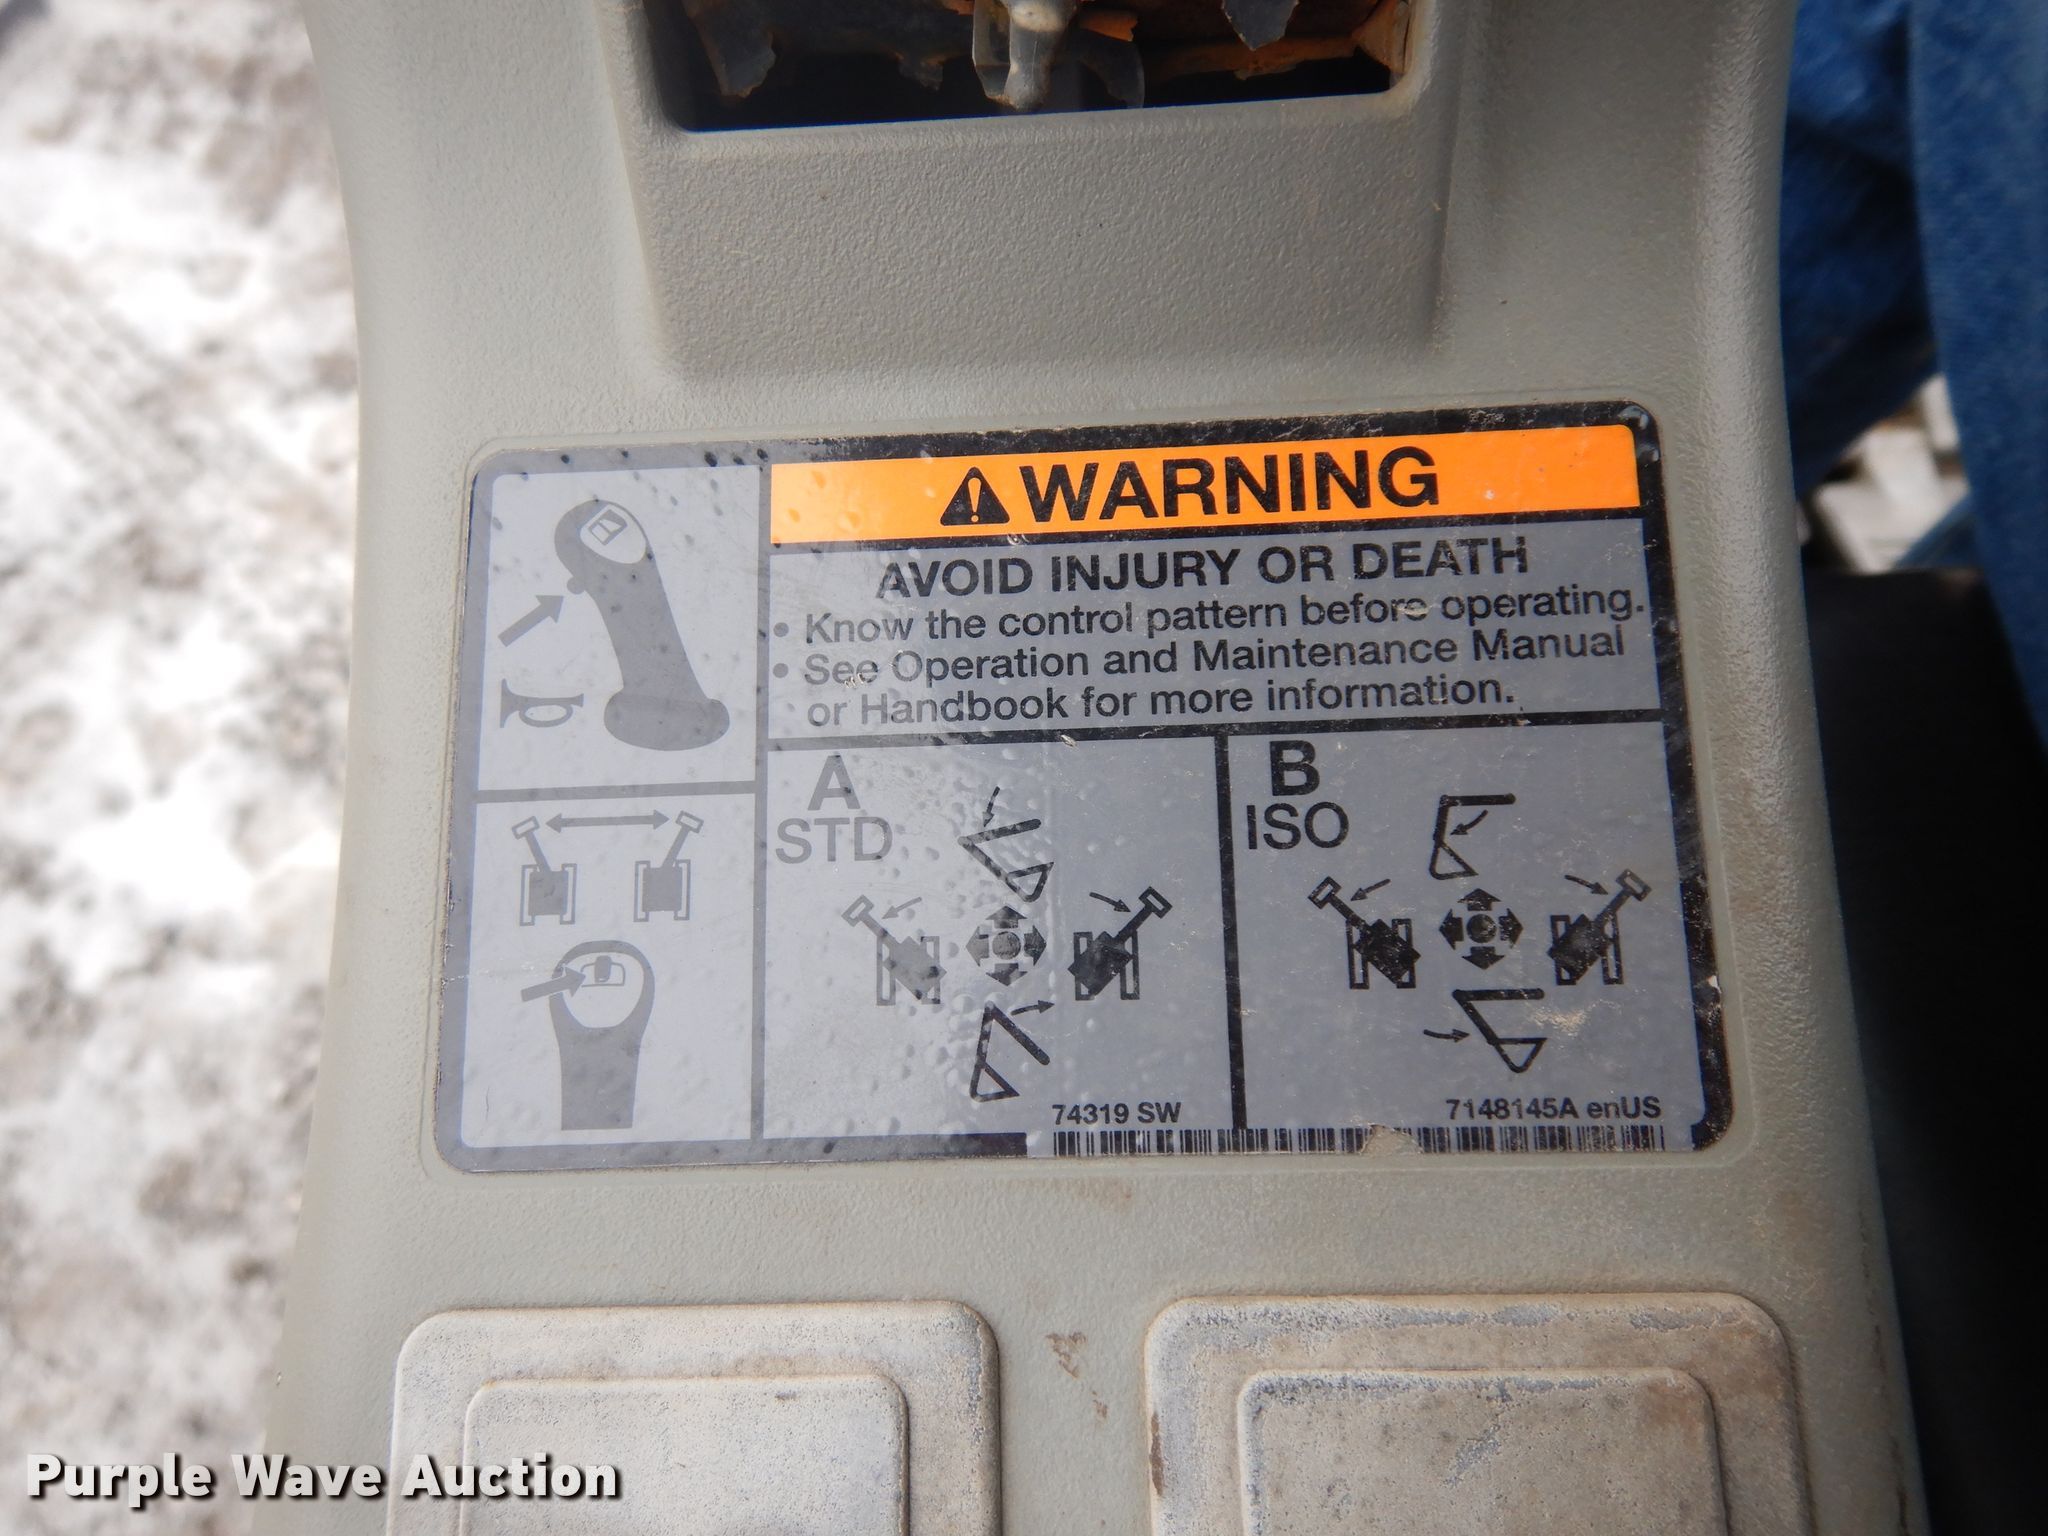 WARNING
AVOID INJURY OR DEATH
• Know the control pattern before operating.
• See Operation and Maintenance Manual
or Handbook for more information.
A
STD
B
ISO
74319 SW
7148145A enUS
Purple Wave Auction